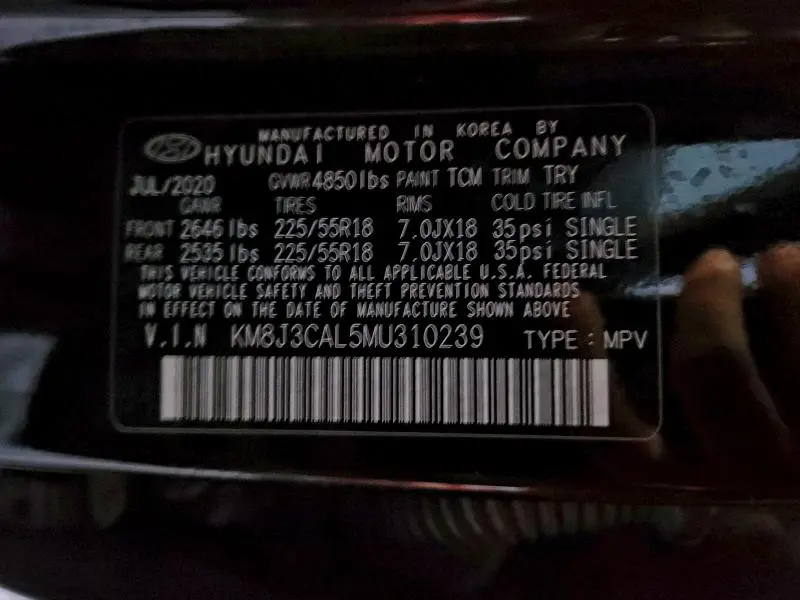 MANUFACTURED IN KOREA BY
HYUNDAI MOTOR COMPANY
JUL/2020 GVWR 4850lbs PAINT TCM TRIM TRY
GAWR TIRES RIMS COLD TIRE INFL
FRONT 2646lbs 225/55R18 7.0JX18 35psi SINGLE
REAR 2535lbs 225/55R18 7.0JX18 35psi SINGLE
THIS VEHICLE CONFORMS TO ALL APPLICABLE U.S.A. FEDERAL
MOTOR VEHICLE SAFETY AND THEFT PREVENTION STANDARDS
IN EFFECT ON THE DATE OF MANUFACTURE SHOWN ABOVE
V.I.N KM8J3CAL5MU310239 TYPE: MPV